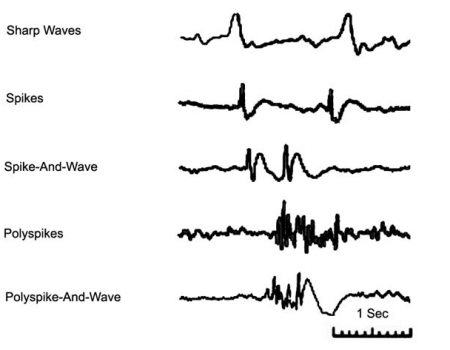 Sharp Waves
Spikes
Spike-And-Wave
Polyspikes
Polyspike-And-Wave
1 Sec